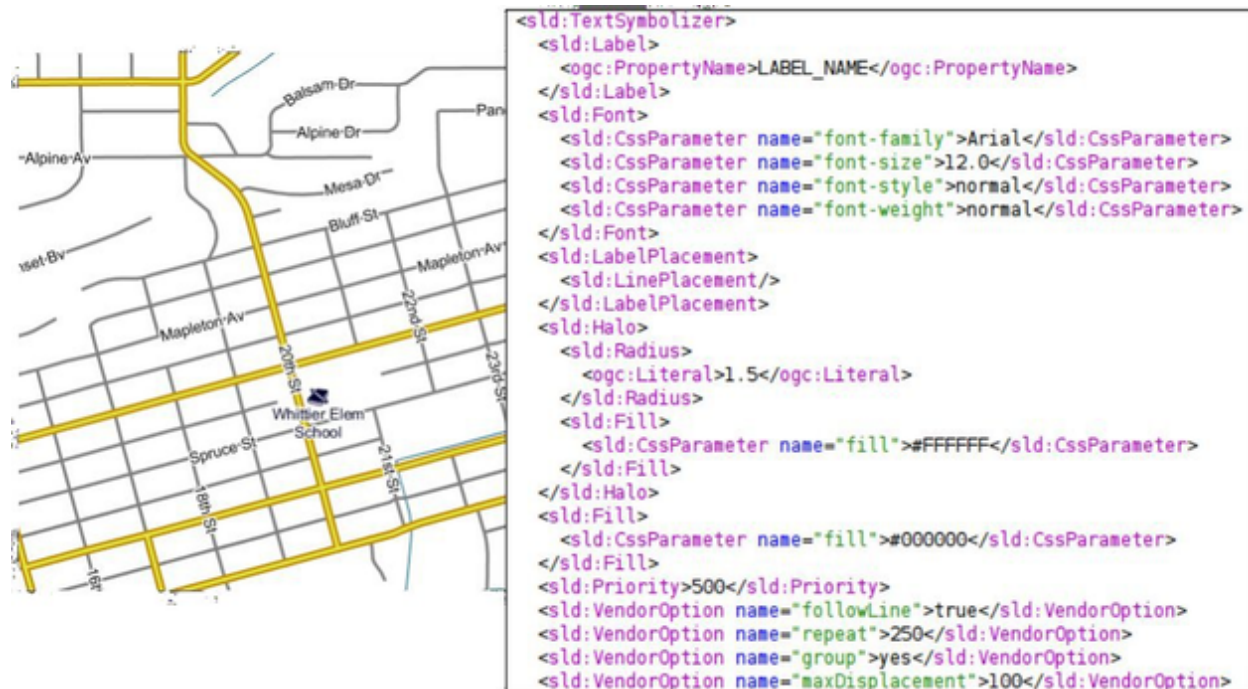 Balsam Dr
Pan
Alpine Dr
Alpine Av
Mesa Dr
Bluff St
nset Bv
Mapleton Av
22nd St
Mapleton Av
20th St
23rd St
Whittier Elem
School
Spruce St
21st St
18th St
16th
<sld:TextSymbolizer>
<sld:Label>
<ogc:PropertyName>LABEL_NAME</ogc:PropertyName>
</sld:Label>
<sld:Font>
<sld:CssParameter name="font-family">Arial</sld:CssParameter>
<sld:CssParameter name="font-size">12.0</sld:CssParameter>
<sld:CssParameter name="font-style">normal</sld:CssParameter>
<sld:CssParameter name="font-weight">normal</sld:CssParameter>
</sld:Font>
<sld:LabelPlacement>
<sld:LinePlacement/>
</sld:LabelPlacement>
<sld:Halo>
<sld:Radius>
<ogc:Literal>1.5</ogc:Literal>
</sld:Radius>
<sld:Fill>
<sld:CssParameter name="fill">#FFFFFF</sld:CssParameter>
</sld:Fill>
</sld:Halo>
<sld:Fill>
<sld:CssParameter name="fill">#000000</sld:CssParameter>
</sld:Fill>
<sld:Priority>500</sld:Priority>
<sld:VendorOption name="followLine">true</sld:VendorOption>
<sld:VendorOption name="repeat">250</sld:VendorOption>
<sld:VendorOption name="group">yes</sld:VendorOption>
<sld:VendorOption name="maxDisplacement">100</sld:VendorOption>